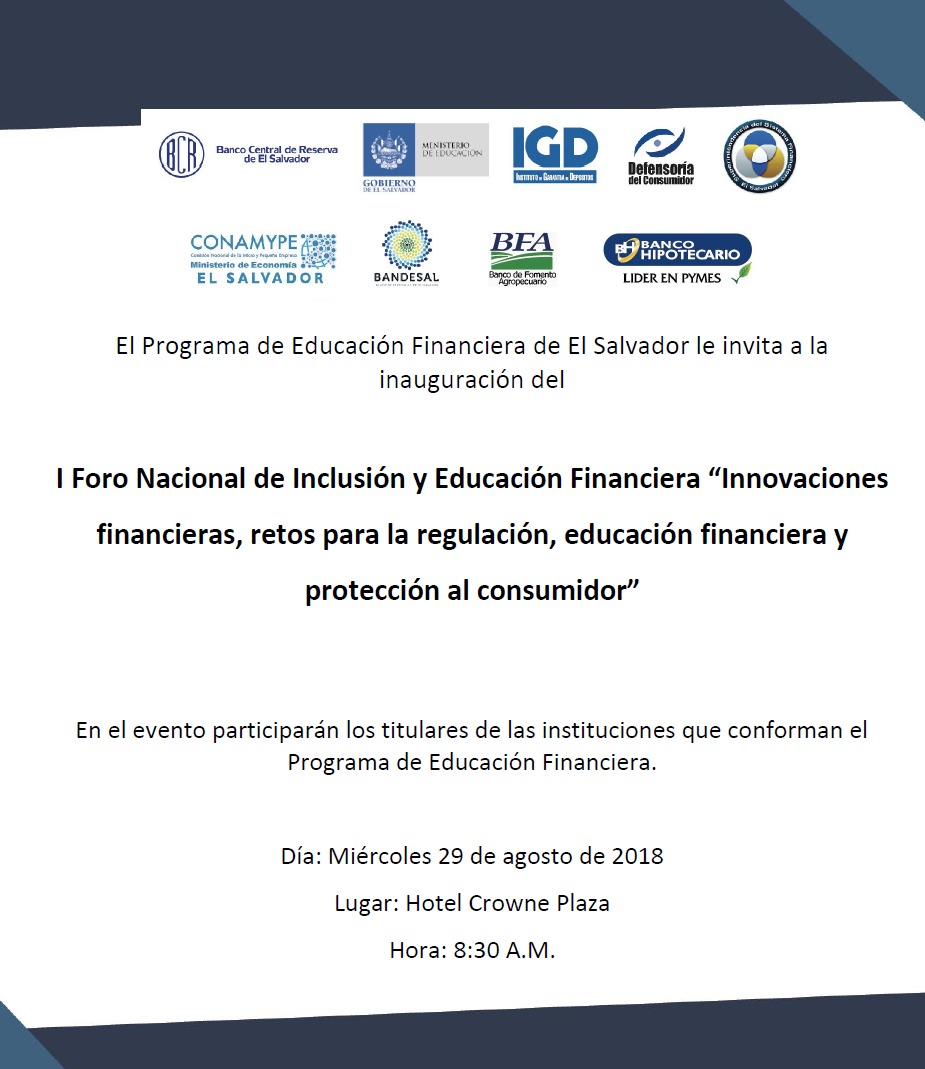 BCR
Banco Central de Reserva
de El Salvador
GOBIERNO
DE EL SALVADOR
MINISTERIO
DE EDUCACIÓN
IGD
INSTITUTO DE GARANTIA DE DEPOSITOS
Defensoría
del Consumidor
Superintendencia del Sistema Financiero
El Salvador
CONAMYPE
Comisión Nacional de la Micro y Pequeña Empresa
Ministerio de Economía
EL SALVADOR
BANDESAL
BFA
Banco de Fomento
Agropecuario
BH BANCO
HIPOTECARIO
LIDER EN PYMES
El Programa de Educación Financiera de El Salvador le invita a la
inauguración del
I Foro Nacional de Inclusión y Educación Financiera “Innovaciones
financieras, retos para la regulación, educación financiera y
protección al consumidor”
En el evento participarán los titulares de las instituciones que conforman el
Programa de Educación Financiera.
Día: Miércoles 29 de agosto de 2018
Lugar: Hotel Crowne Plaza
Hora: 8:30 A.M.